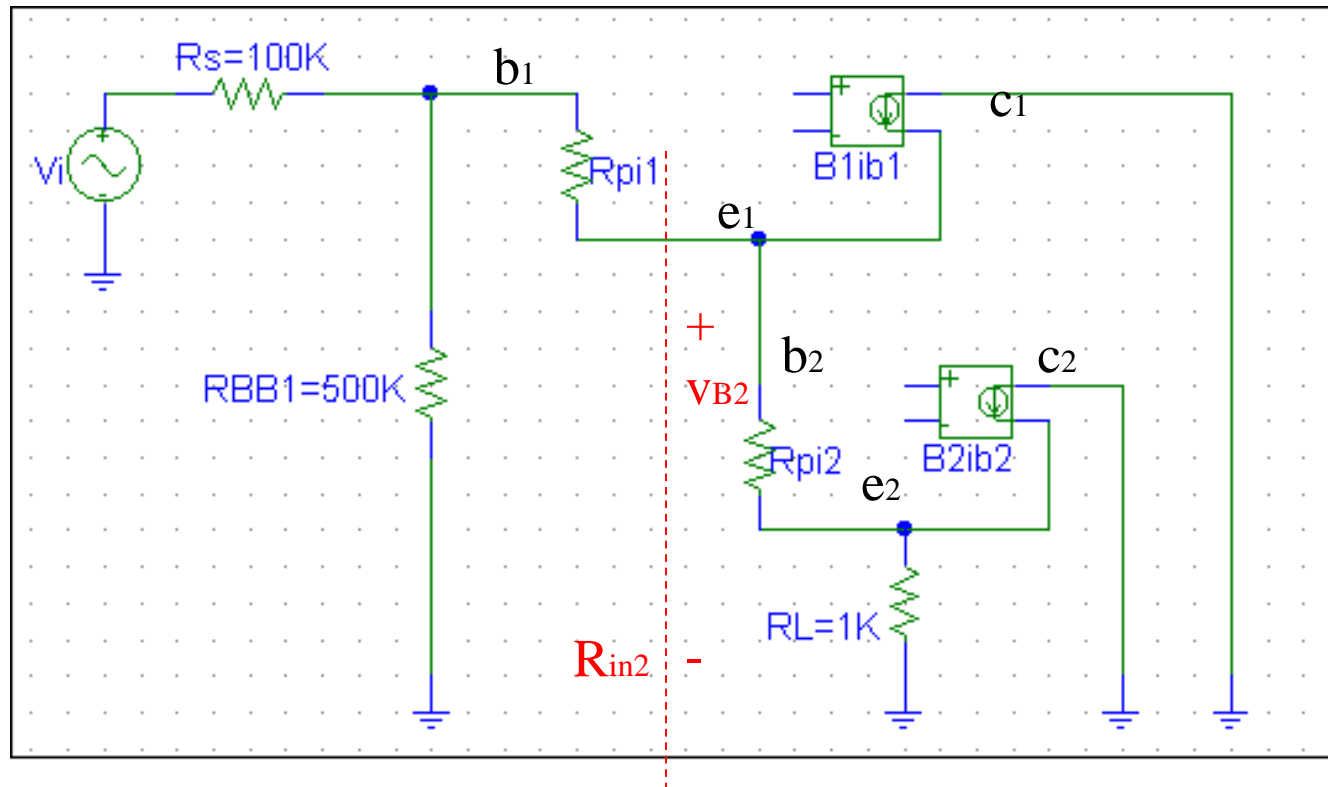 Rs=100K
b1
c1
Vi
Rpi1
B1ib1
e1
+
b2
c2
vB2
RBB1=500K
Rpi2
B2ib2
e2
RL=1K
Rin2
-